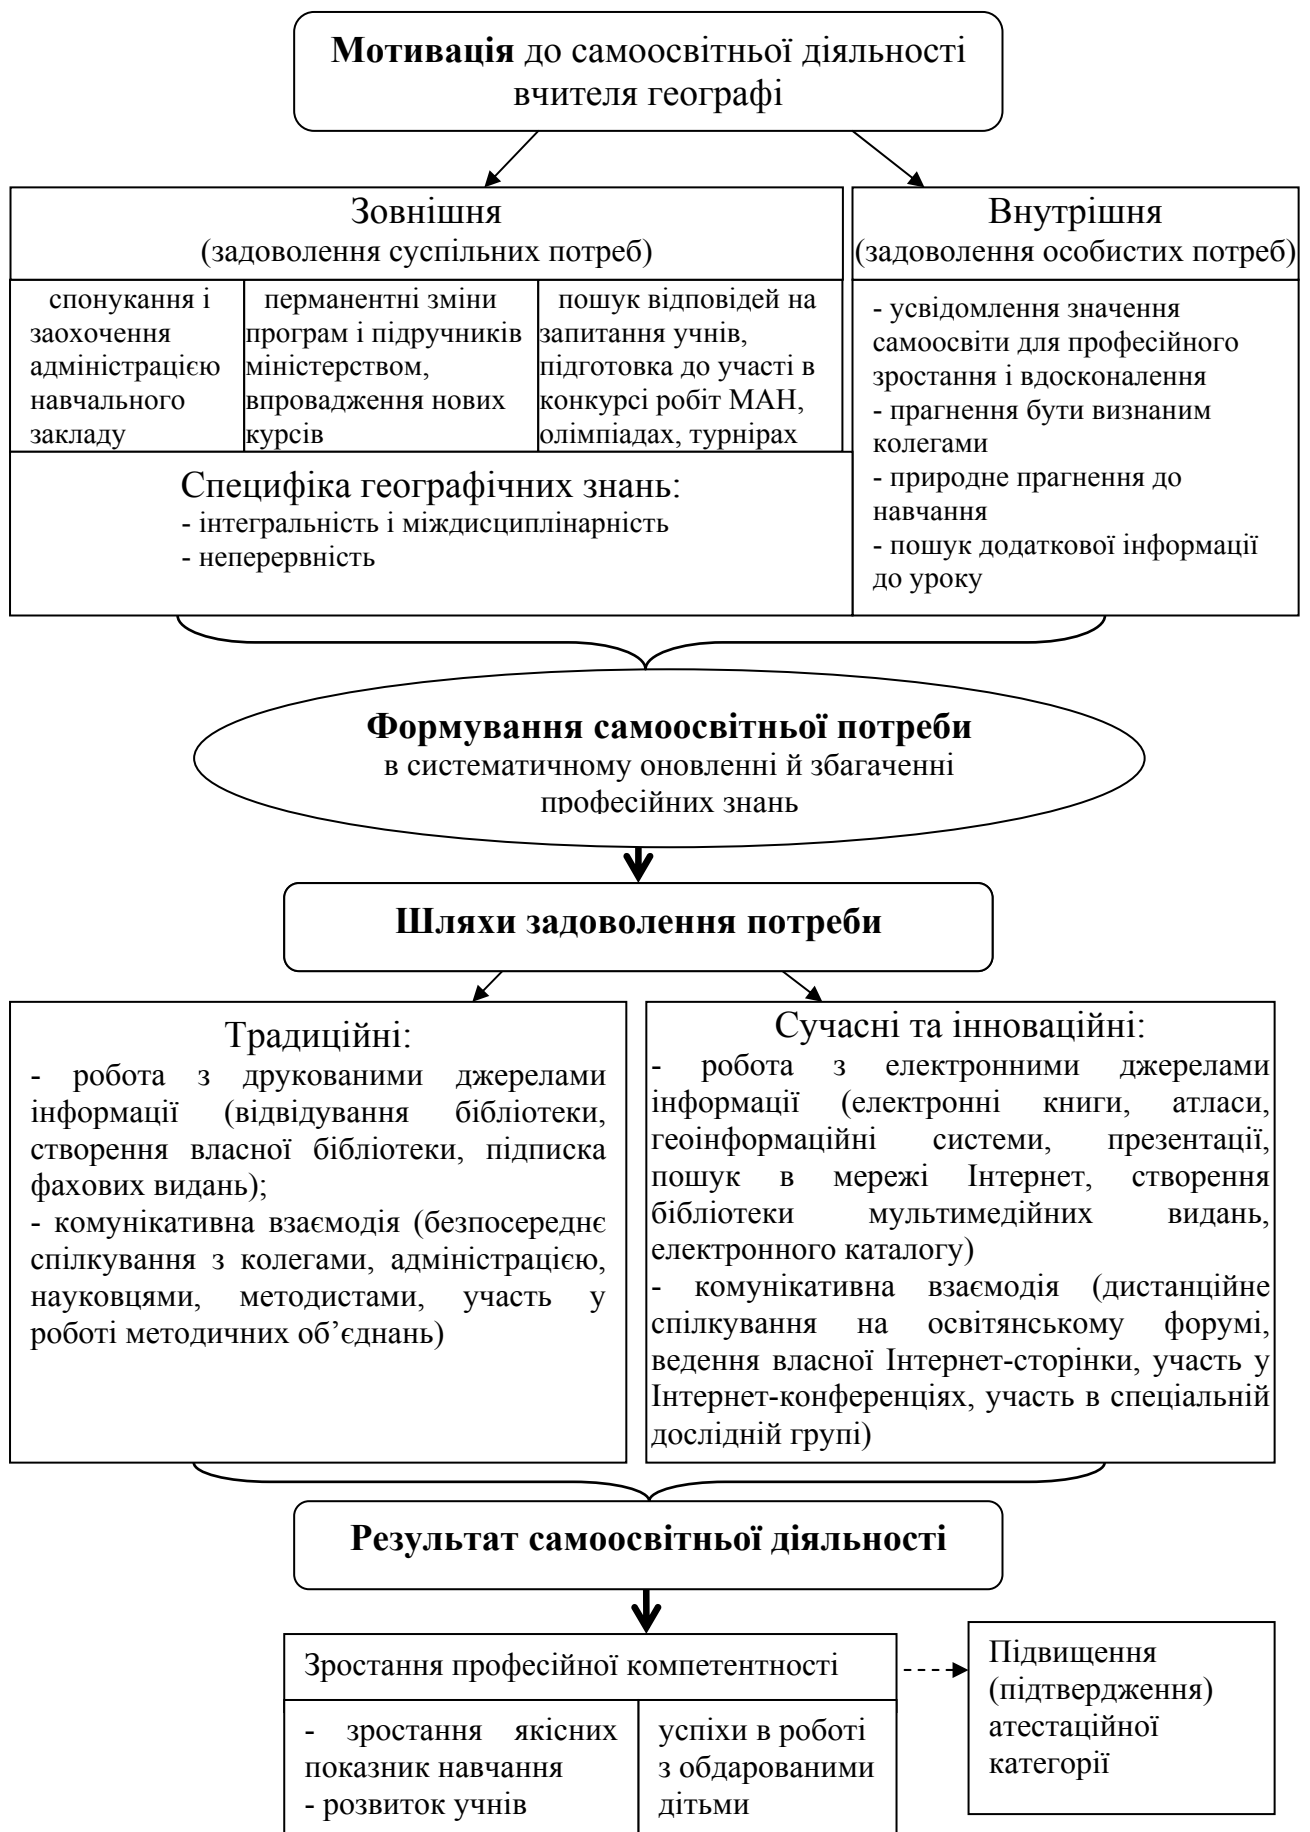 Мотивація до самоосвітньої діяльності
вчителя географі
Зовнішня
(задоволення суспільних потреб)
спонукання і
заохочення
адміністрацією
навчального
закладу
перманентні зміни
програм і підручників
міністерством,
впровадження нових
курсів
пошук відповідей на
запитання учнів,
підготовка до участі в
конкурсі робіт МАН,
олімпіадах, турнірах
Специфіка географічних знань:
- інтегральність і міждисциплінарність
- неперервність
Внутрішня
(задоволення особистих потреб)
- усвідомлення значення
самоосвіти для професійного
зростання і вдосконалення
- прагнення бути визнаним
колегами
- природне прагнення до
навчання
- пошук додаткової інформації
до уроку
Формування самоосвітньої потреби
в систематичному оновленні й збагаченні
професійних знань
Шляхи задоволення потреби
Традиційні:
- робота з друкованими джерелами
інформації (відвідування бібліотеки,
створення власної бібліотеки, підписка
фахових видань);
- комунікативна взаємодія (безпосереднє
спілкування з колегами, адміністрацією,
науковцями, методистами, участь у
роботі методичних об’єднань)
Сучасні та інноваційні:
- робота з електронними джерелами
інформації (електронні книги, атласи,
геоінформаційні системи, презентації,
пошук в мережі Інтернет, створення
бібліотеки мультимедійних видань,
електронного каталогу)
- комунікативна взаємодія (дистанційне
спілкування на освітянському форумі,
ведення власної Інтернет-сторінки, участь у
Інтернет-конференціях, участь в спеціальній
дослідній групі)
Результат самоосвітньої діяльності
Зростання професійної компетентності
- зростання якісних
показник навчання
- розвиток учнів
успіхи в роботі
з обдарованими
дітьми
Підвищення
(підтвердження)
атестаційної
категорії